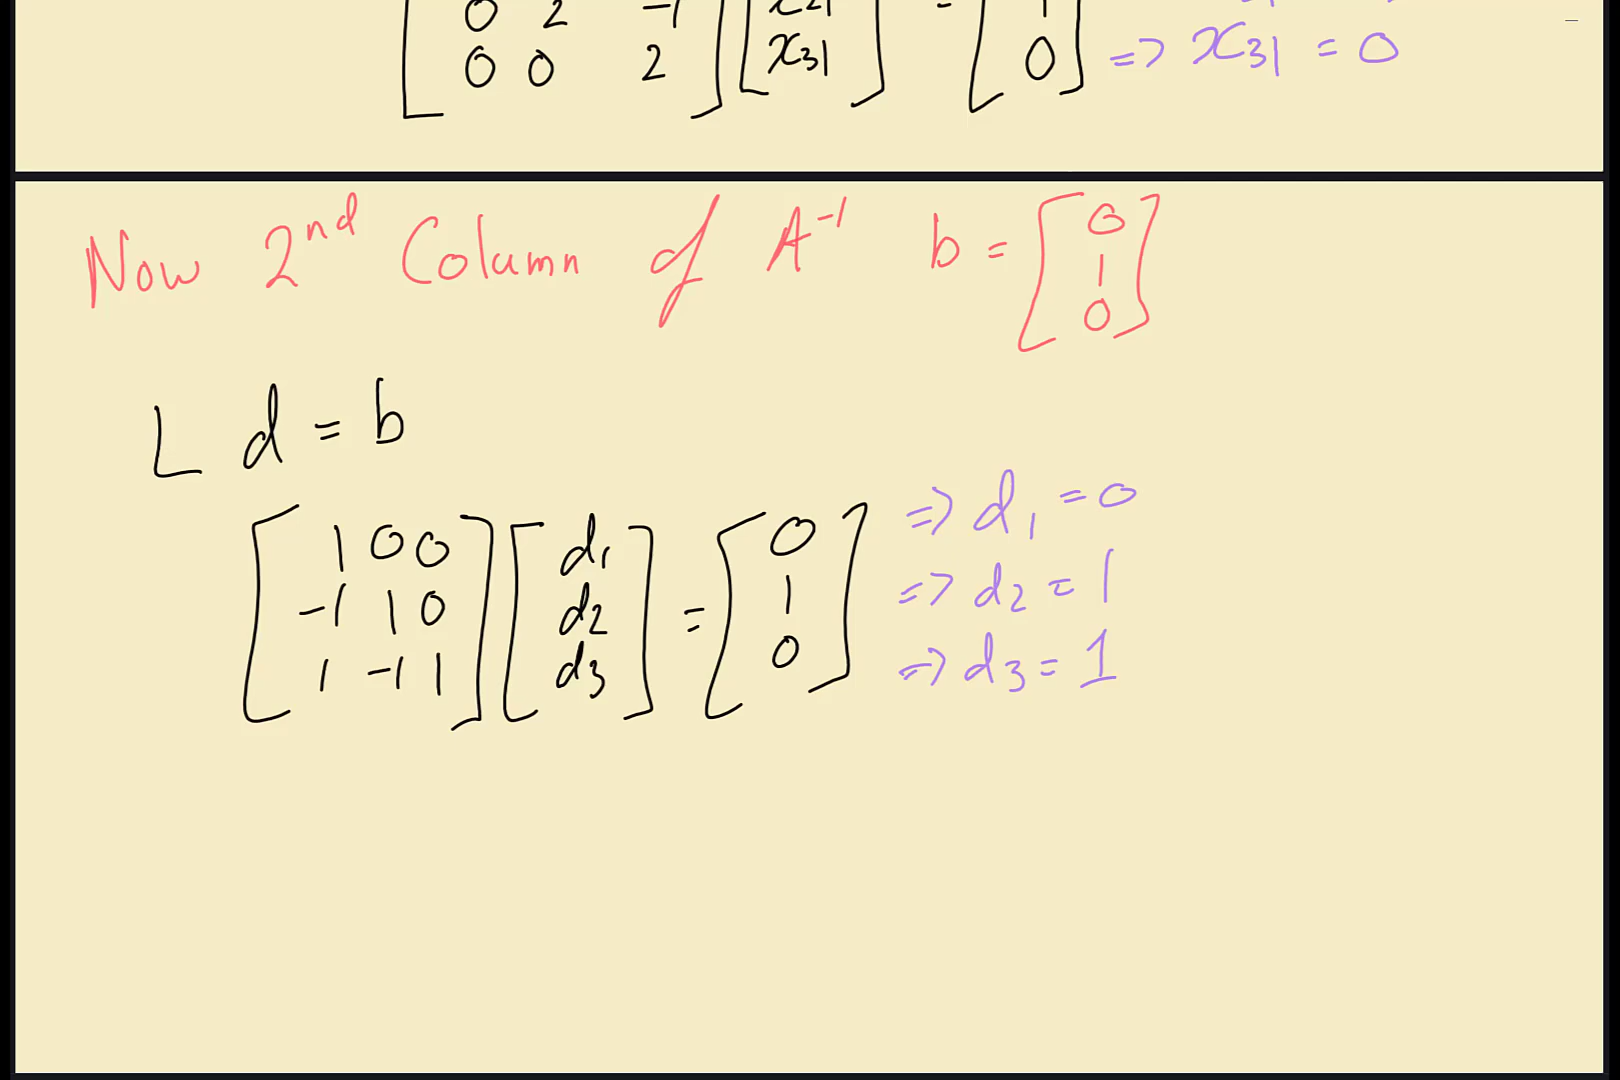 0 2 -1 x21 =
0 0 2 x31 0 => x31 = 0
Now 2nd Column of A-1 b = [0 1 0]
L d = b
1 0 0 d1 0 => d1 = 0
-1 1 0 d2 = 1 => d2 = 1
1 -1 1 d3 0 => d3 = 1